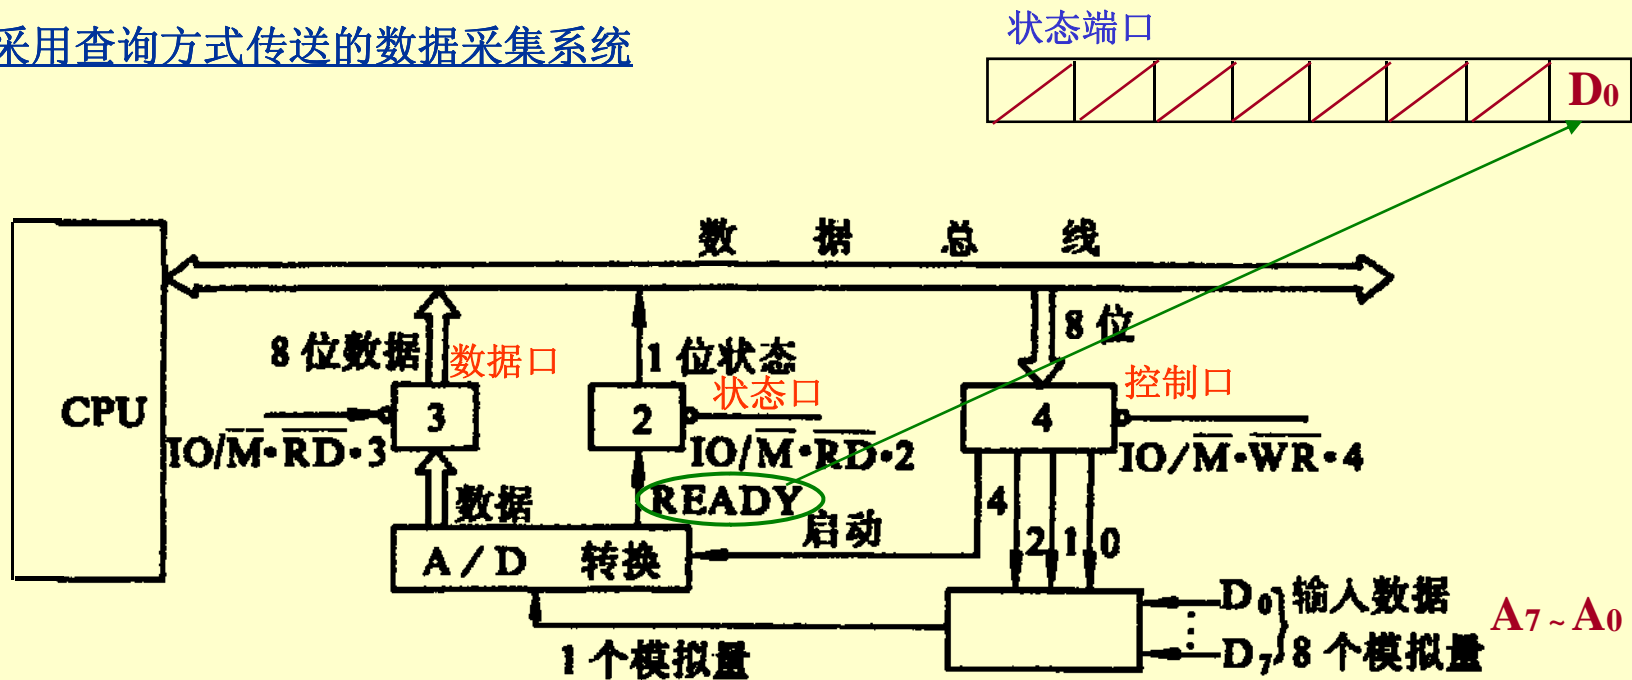 采用查询方式传送的数据采集系统
状态端口
D₀
数据总线
8位数据
数据口
1位状态
状态口
8位
控制口
CPU
3
2
4
IO/M̅·R̅D̅·3
IO/M̅·R̅D̅·2
IO/M̅·W̅R̅·4
数据
READY
启动
4
2
1
0
A/D 转换
D₀
输入数据
A₇~A₀
D₇
8个模拟量
1个模拟量